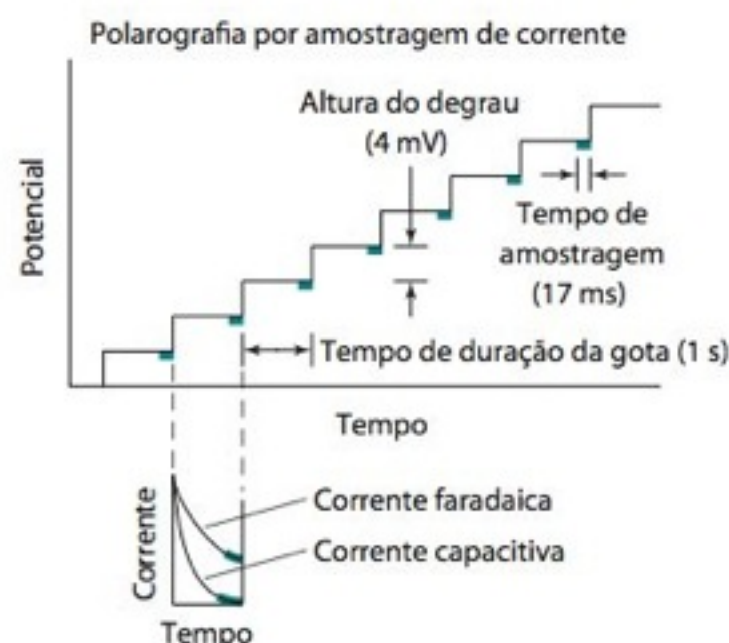 Polarografia por amostragem de corrente
Altura do degrau
(4 mV)
Potencial
Tempo de
amostragem
(17 ms)
Tempo de duração da gota (1 s)
Tempo
Corrente
Corrente faradaica
Corrente capacitiva
Tempo